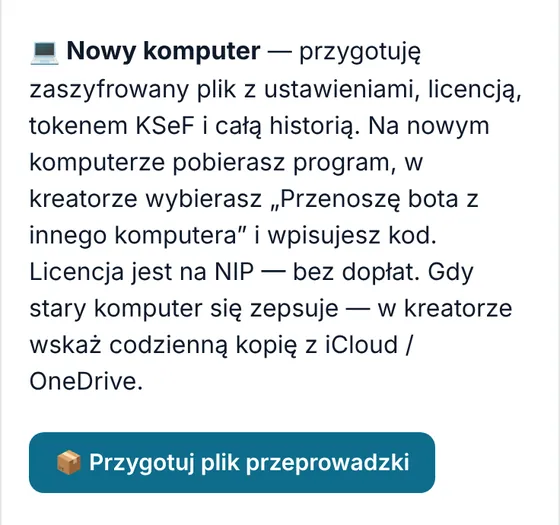 💻 Nowy komputer — przygotuję
zaszyfrowany plik z ustawieniami, licencją,
tokenem KSeF i całą historią. Na nowym
komputerze pobierasz program, w
kreatorze wybierasz „Przenoszę bota z
innego komputera” i wpisujesz kod.
Licencja jest na NIP — bez dopłat. Gdy
stary komputer się zepsuje — w kreatorze
wskaż codzienną kopię z iCloud /
OneDrive.
📦 Przygotuj plik przeprowadzki